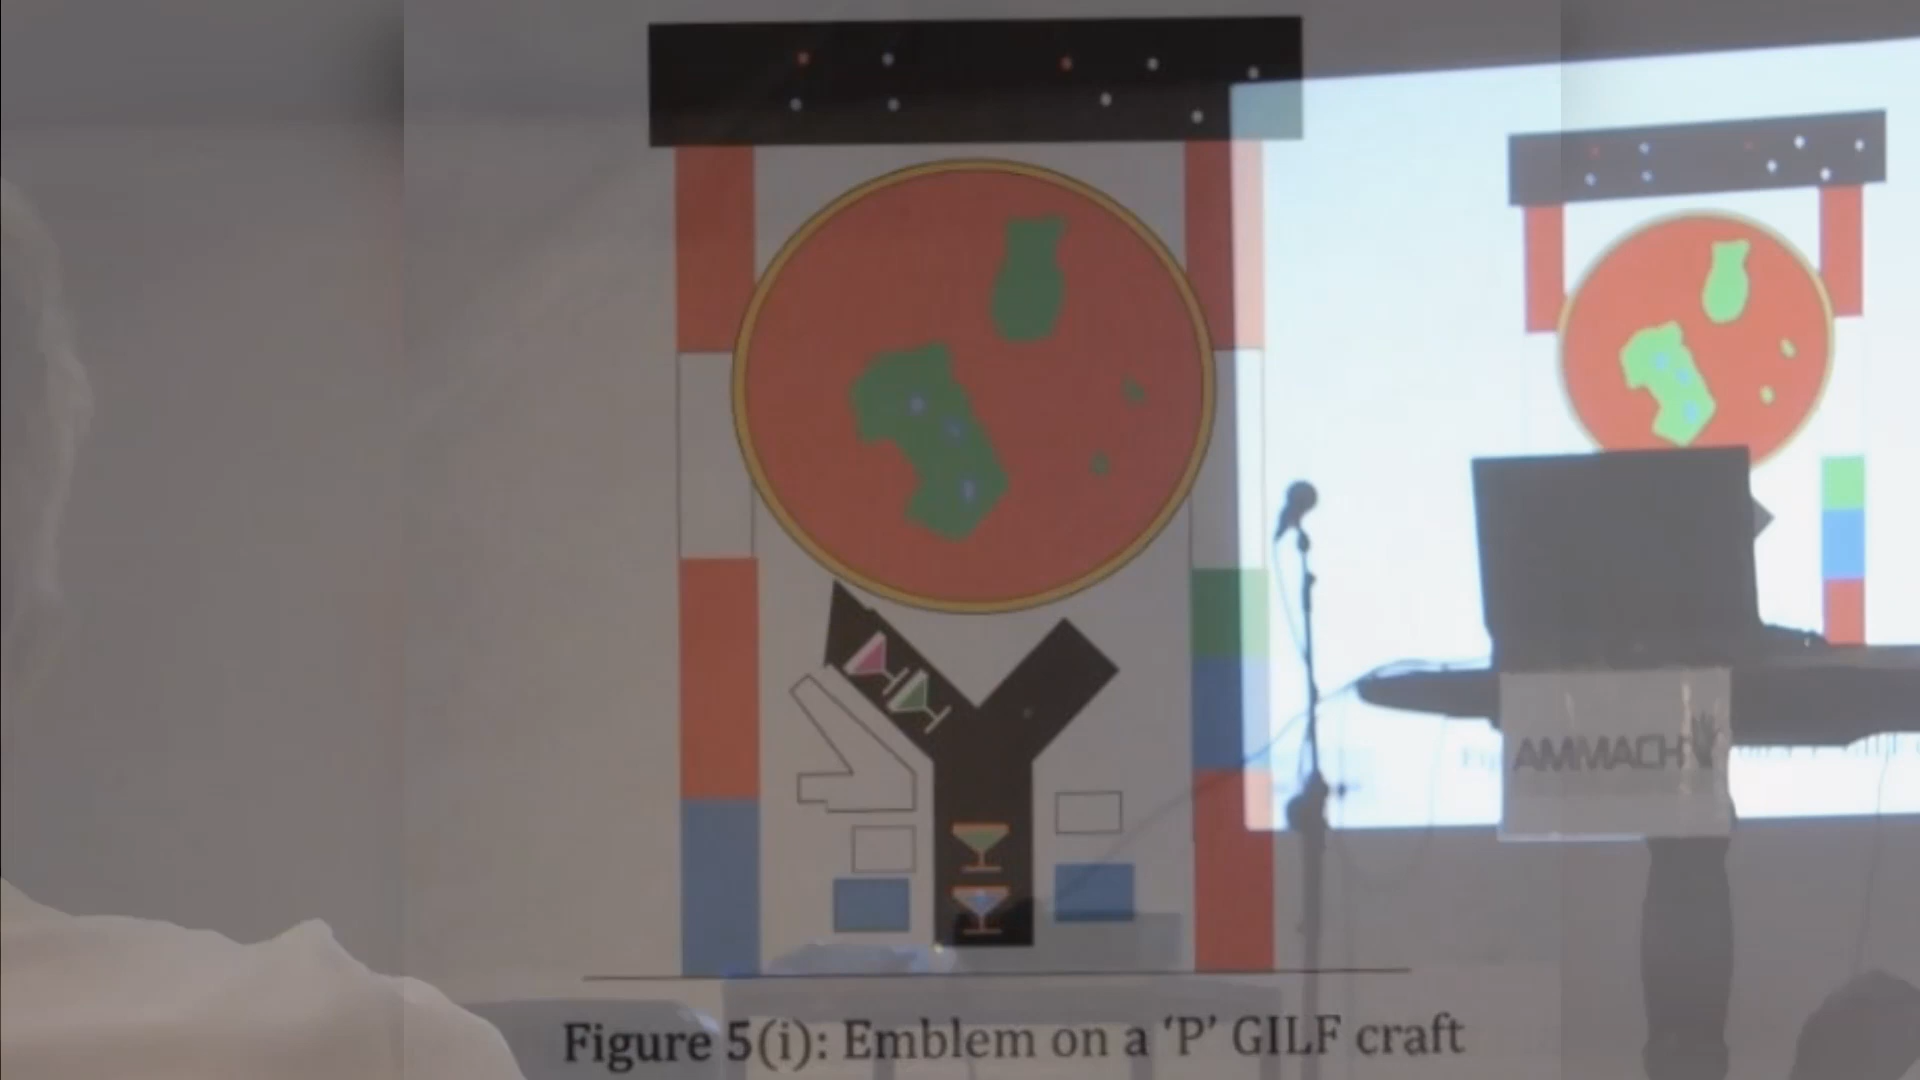 AMMACH
Figure 5(i): Emblem on a ‘P’ GILF craft